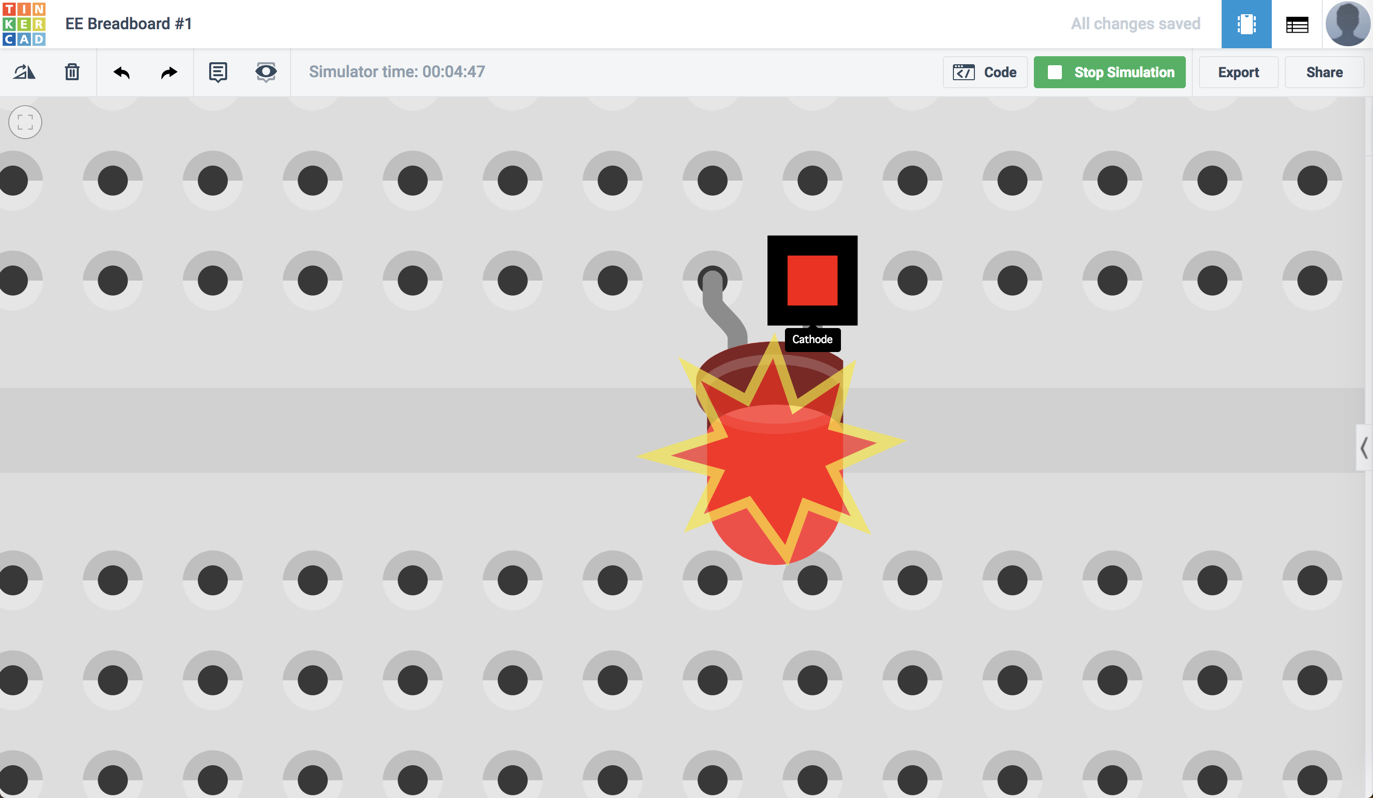 TIN
KER
CAD
EE Breadboard #1
All changes saved
Simulator time: 00:04:47
Code
Stop Simulation
Export
Share
Cathode